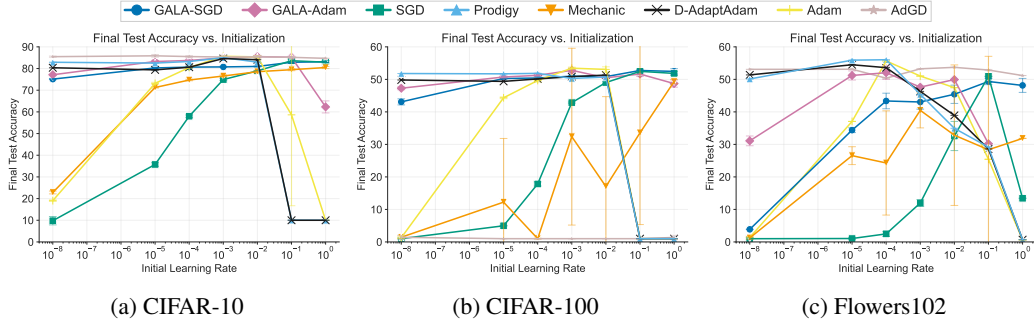 GALA-SGD GALA-Adam SGD Prodigy Mechanic D-AdaptAdam Adam AdGD
Final Test Accuracy vs. Initialization
90
80
70
60
50
40
30
20
10
0
Final Test Accuracy
10⁻⁸ 10⁻⁷ 10⁻⁶ 10⁻⁵ 10⁻⁴ 10⁻³ 10⁻² 10⁻¹ 10⁰
Initial Learning Rate
(a) CIFAR-10
Final Test Accuracy vs. Initialization
60
50
40
30
20
10
0
Final Test Accuracy
10⁻⁸ 10⁻⁷ 10⁻⁶ 10⁻⁵ 10⁻⁴ 10⁻³ 10⁻² 10⁻¹ 10⁰
Initial Learning Rate
(b) CIFAR-100
Final Test Accuracy vs. Initialization
60
50
40
30
20
10
0
Final Test Accuracy
10⁻⁸ 10⁻⁷ 10⁻⁶ 10⁻⁵ 10⁻⁴ 10⁻³ 10⁻² 10⁻¹ 10⁰
Initial Learning Rate
(c) Flowers102